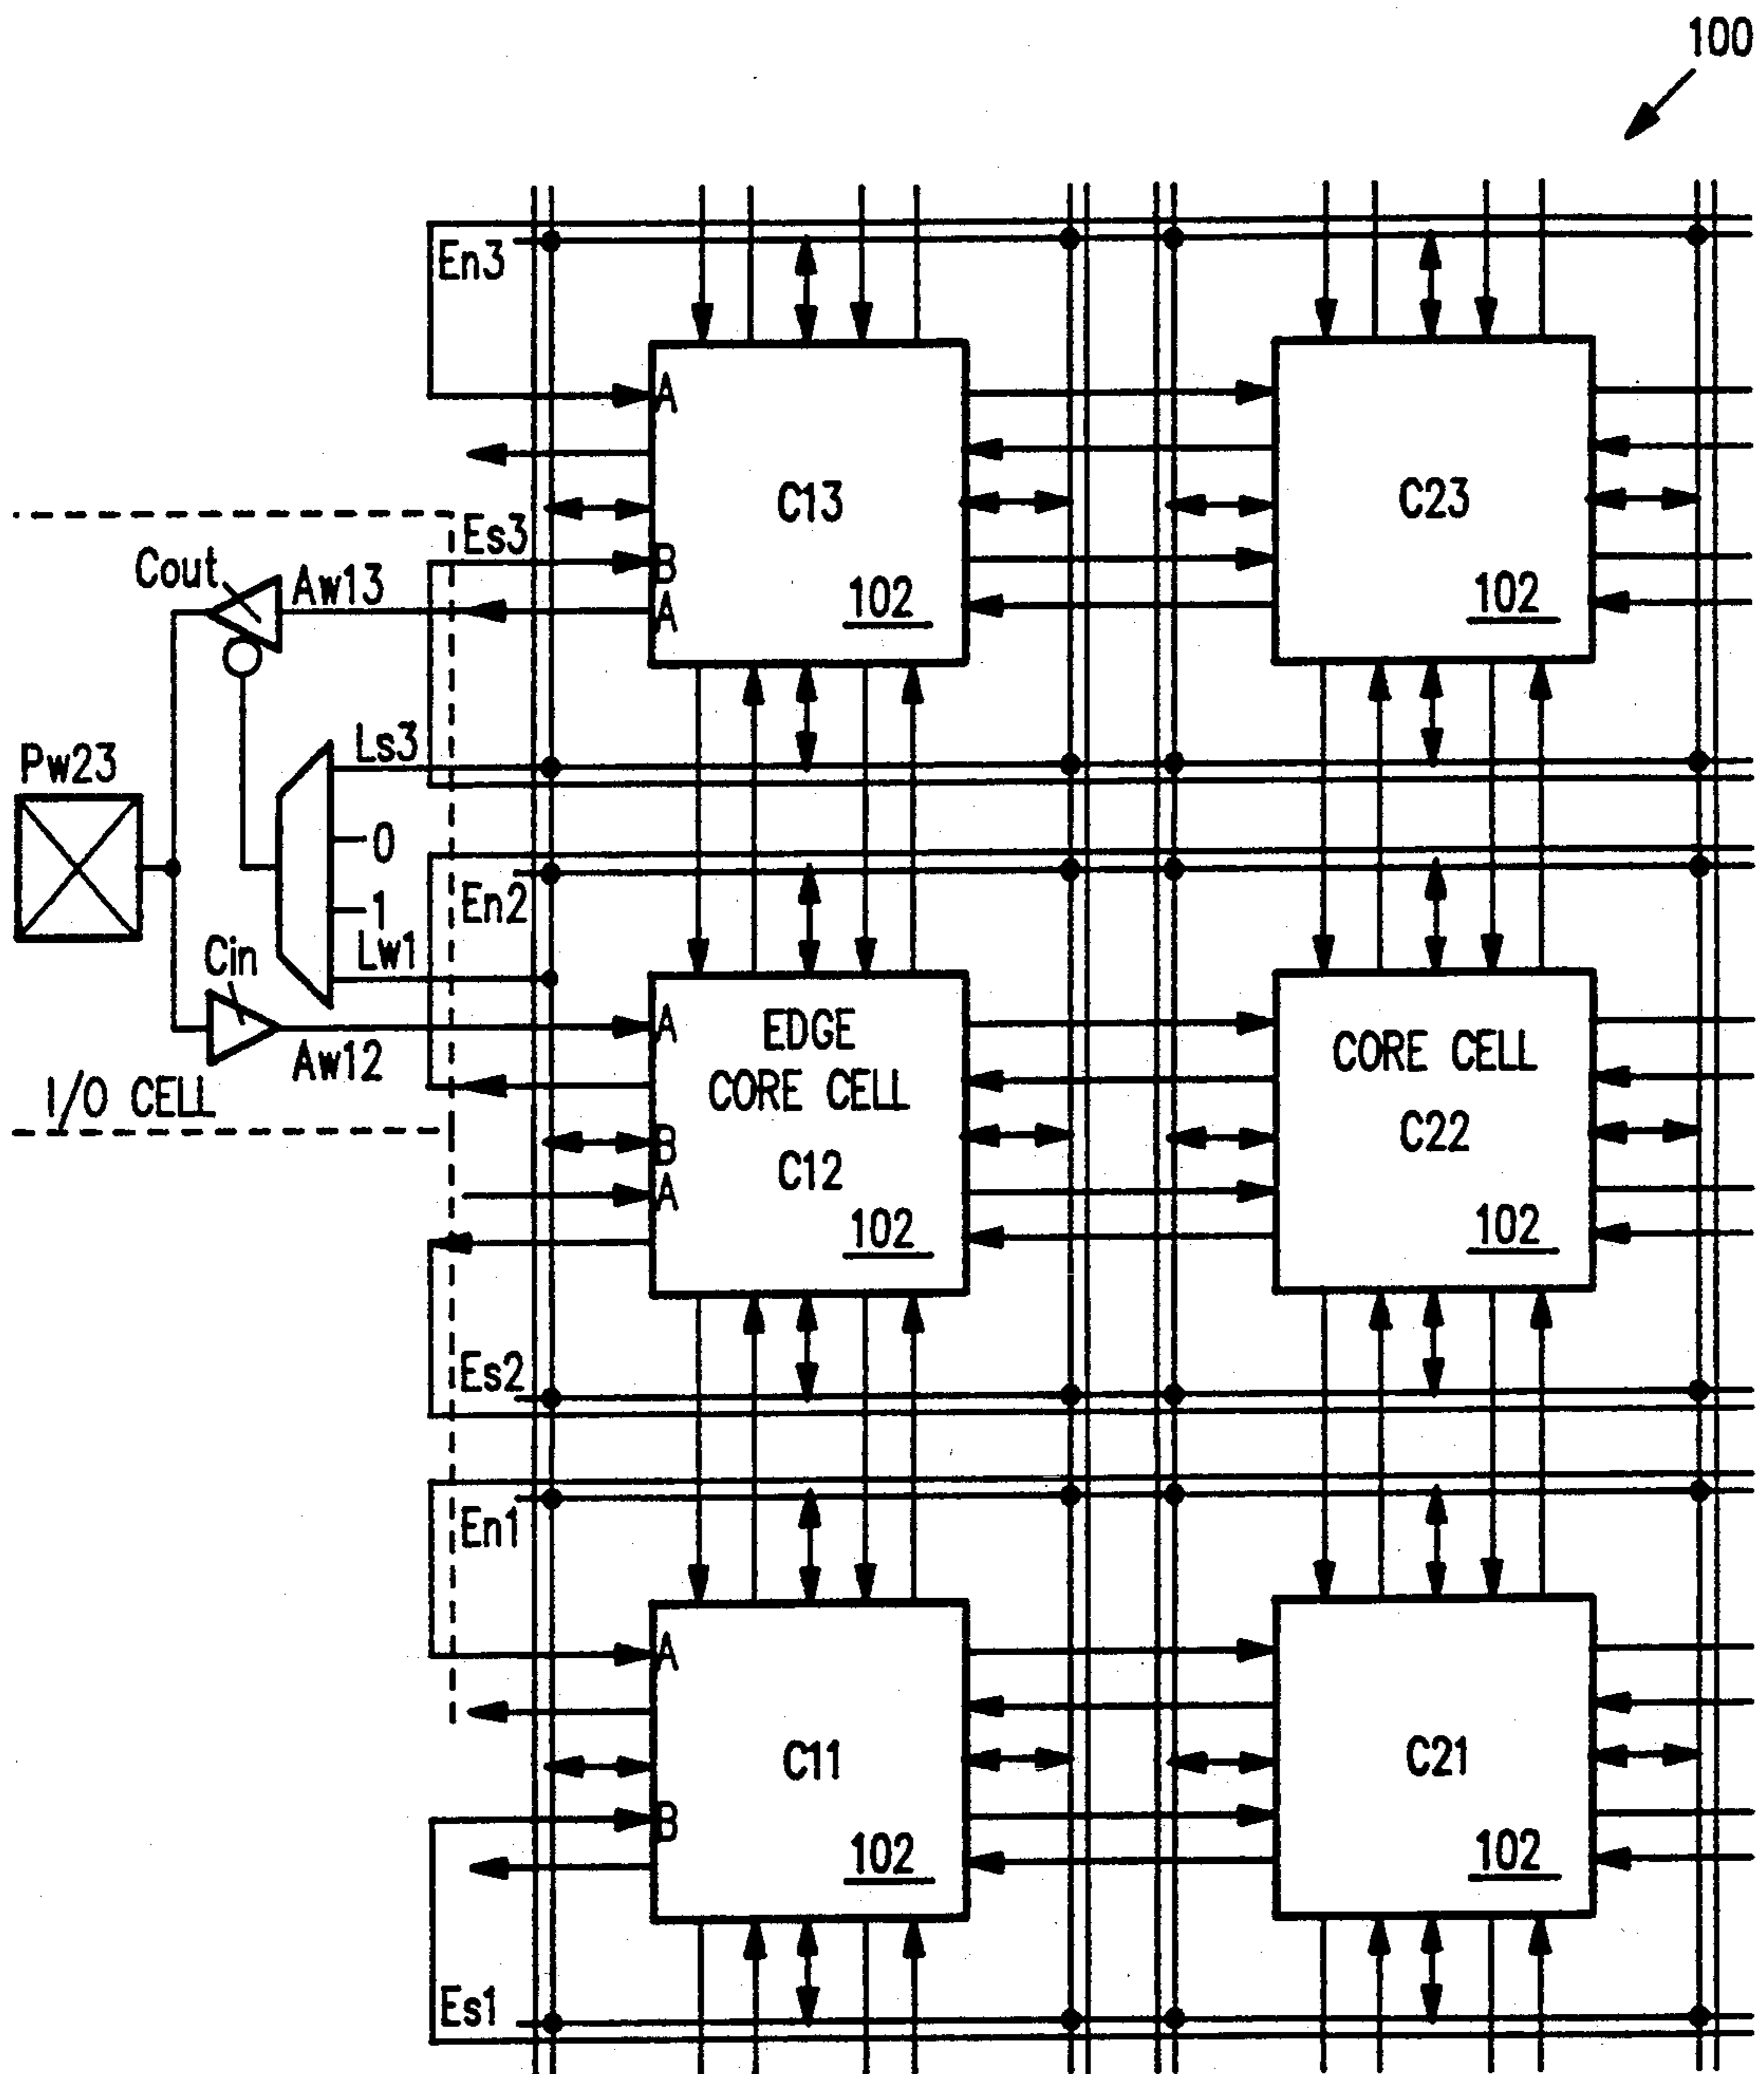 100
En3
A
C13
C23
Es3
B
Cout
Aw13
A
102
102
Ls3
Pw23
0
En2
1
Lw1
Cin
A
EDGE
CORE CELL
C12
CORE CELL
C22
Aw12
I/O CELL
B
A
102
102
Es2
En1
A
C11
C21
B
102
102
Es1